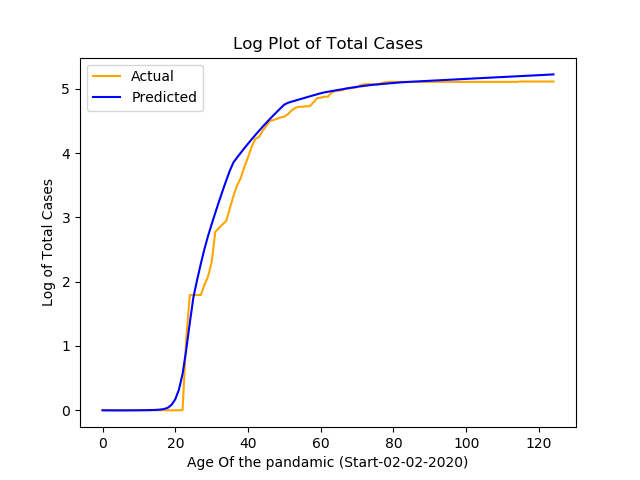 Log Plot of Total Cases
Actual
Predicted
Log of Total Cases
5
4
3
2
1
0
0 20 40 60 80 100 120
Age Of the pandamic (Start-02-02-2020)